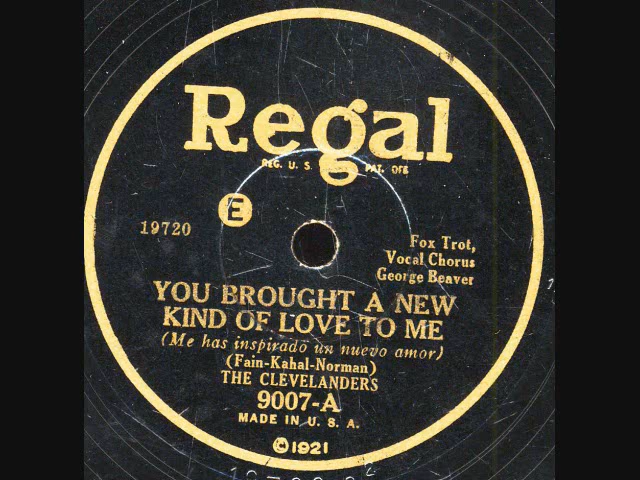 Regal
REG. U. S. PAT. OFF.
E
19720
Fox Trot,
Vocal Chorus
George Beaver
YOU BROUGHT A NEW
KIND OF LOVE TO ME
(Me has inspirado un nuevo amor)
(Fain-Kahal-Norman)
THE CLEVELANDERS
9007-A
MADE IN U. S. A.
©1921